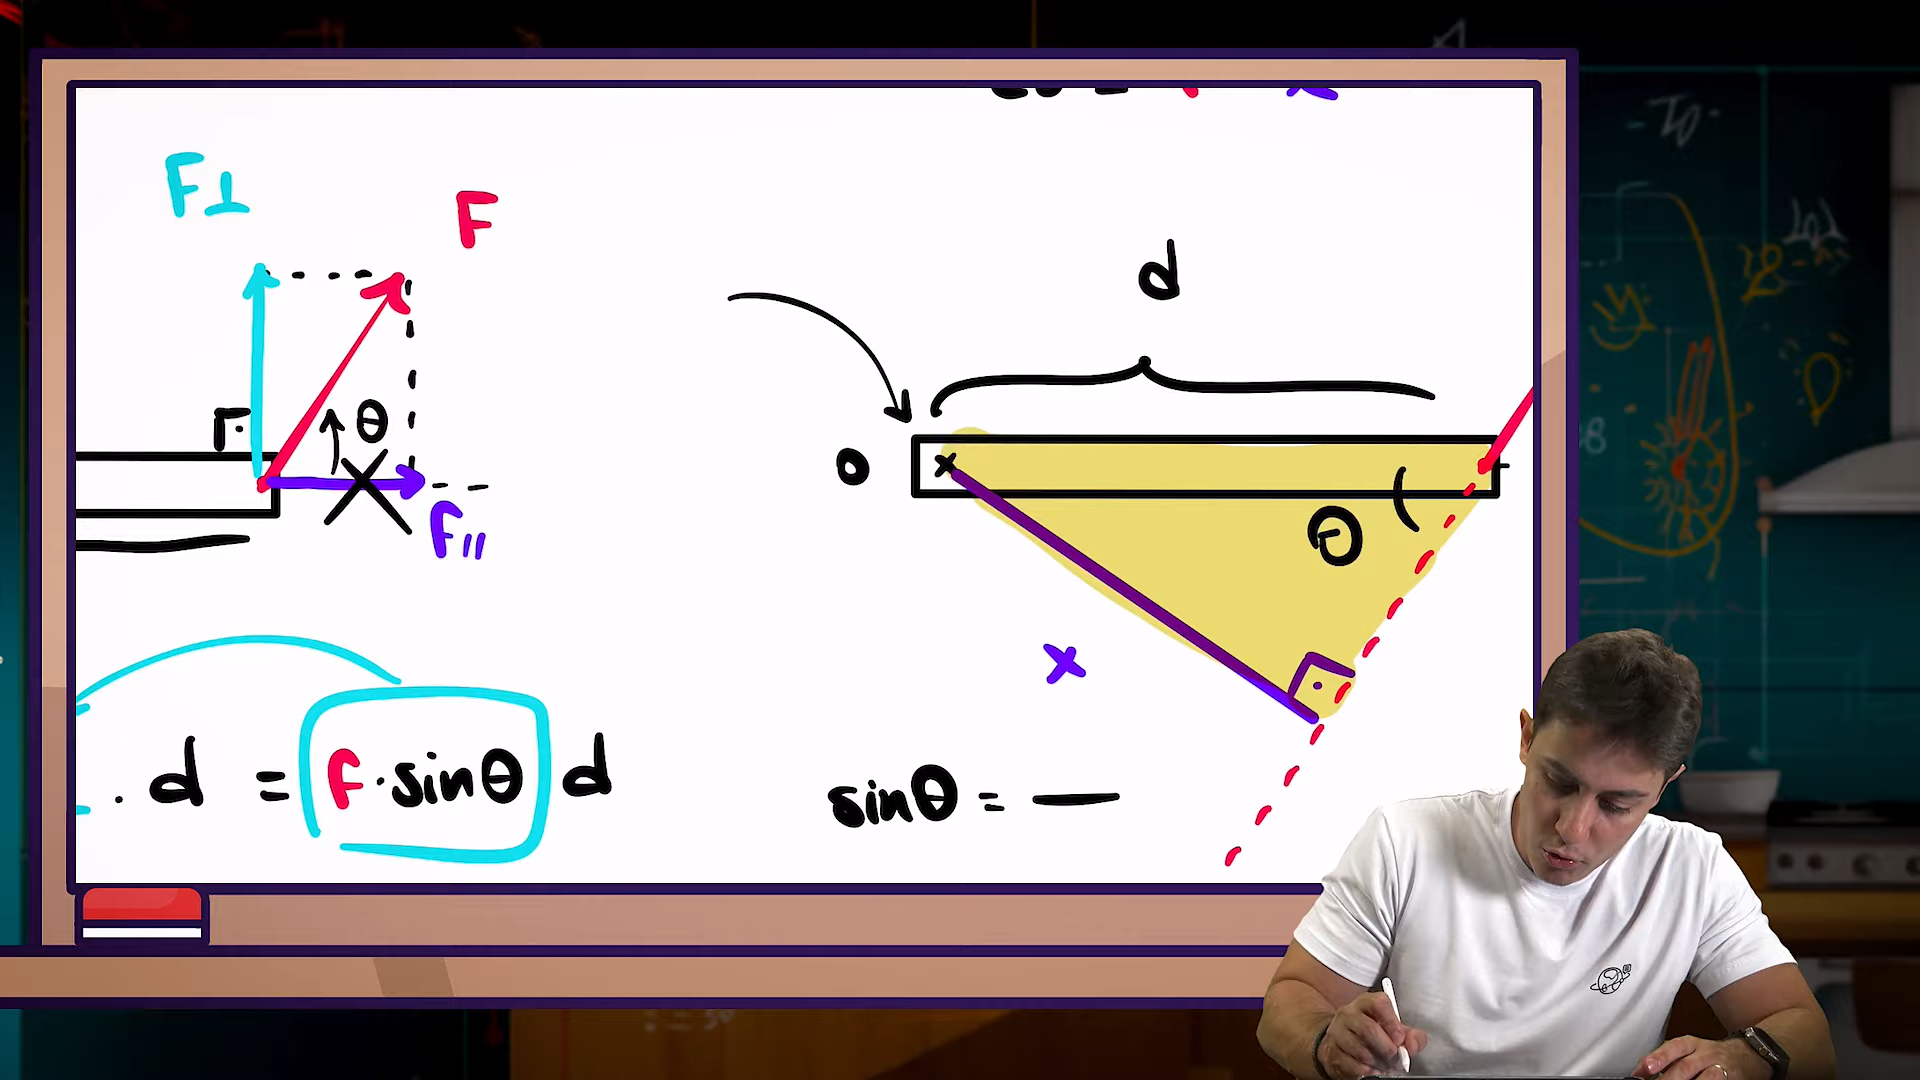 F⊥
F
d
θ
O
x
θ
F//
x
. d = F · sinθ d
sinθ =